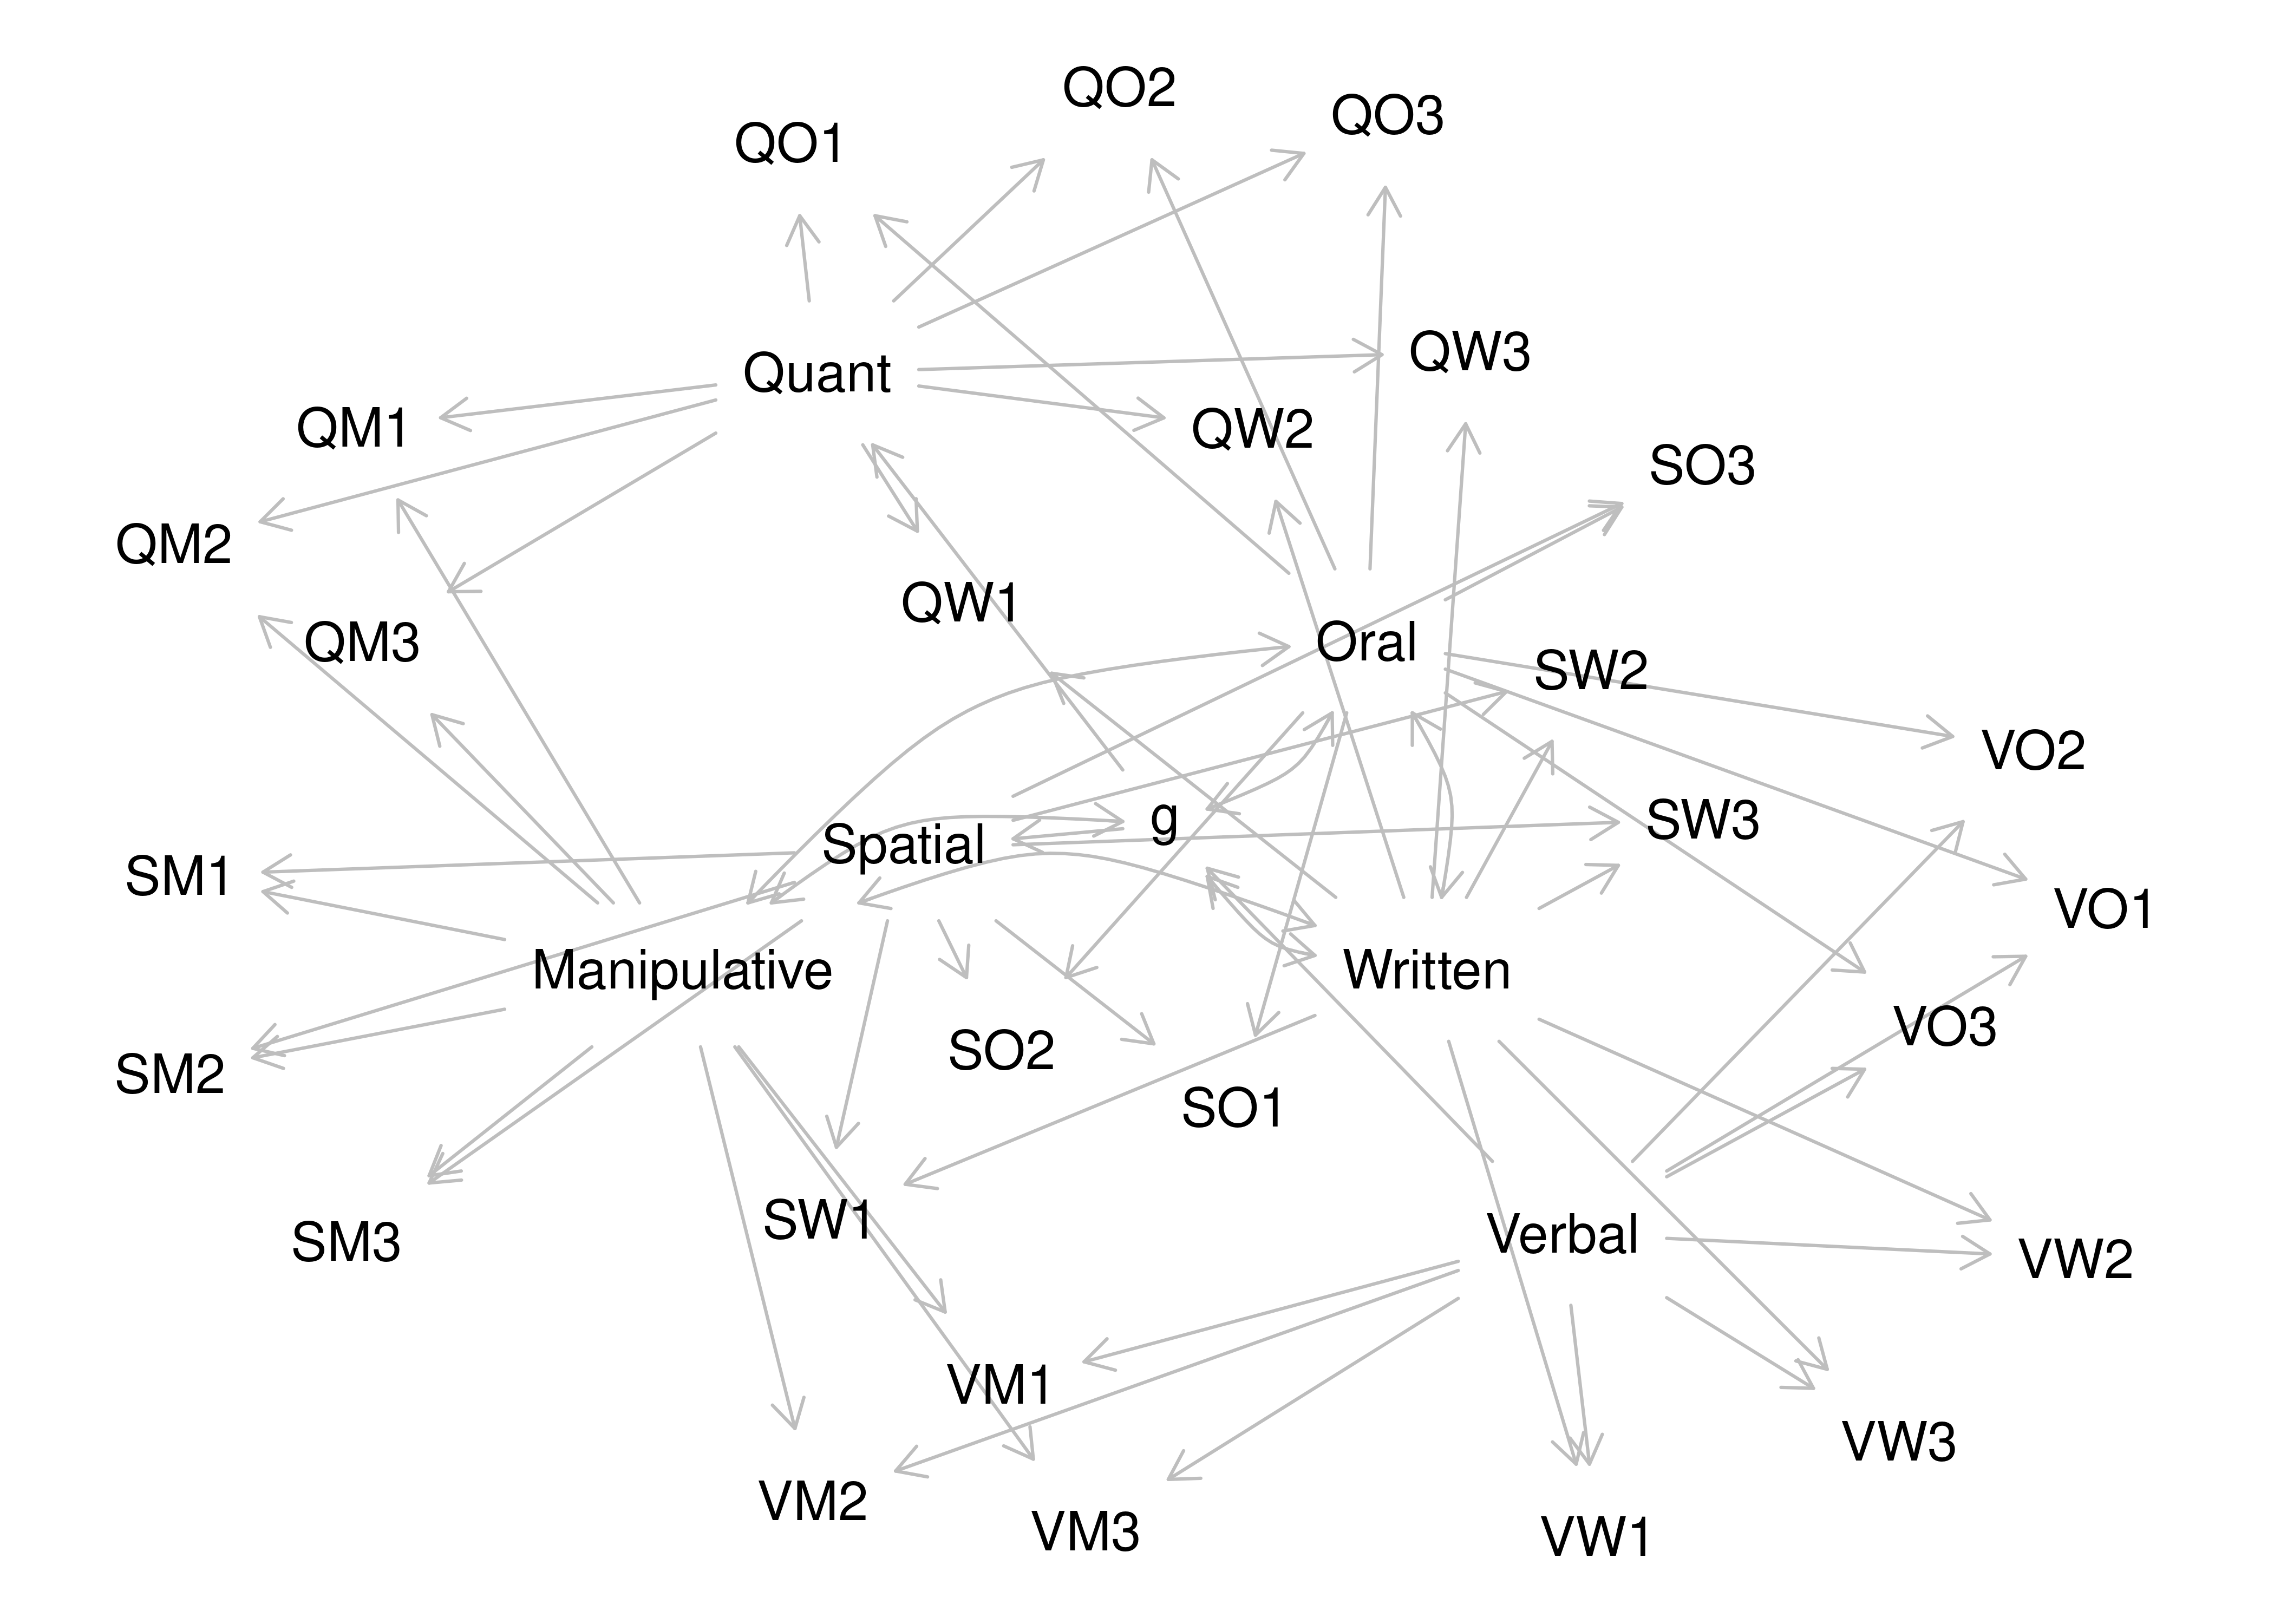 QO2
QO3
QO1
QW3
Quant
QM1
QW2
SO3
QM2
QW1
QM3
Oral
SW2
VO2
g
SW3
Spatial
SM1
VO1
Manipulative
Written
VO3
SO2
SM2
SO1
SW1
Verbal
SM3
VW2
VM1
VW3
VM2
VM3
VW1